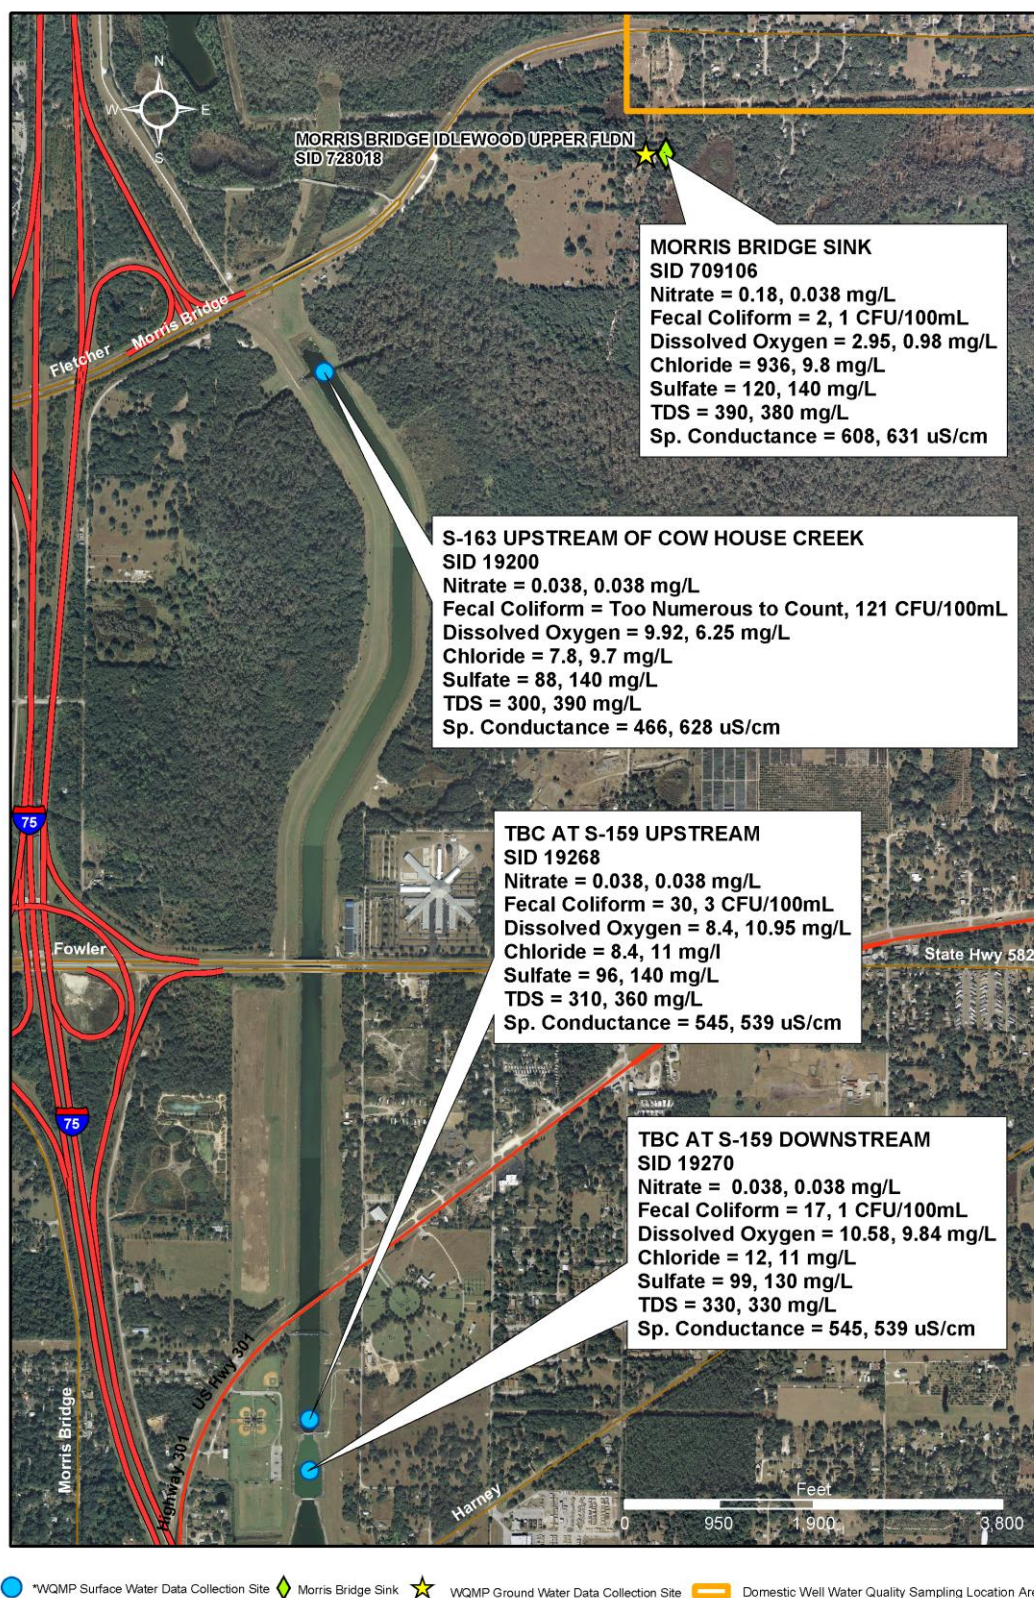 N
W E
S
MORRIS BRIDGE IDLEWOOD UPPER FLDN
SID 728018
MORRIS BRIDGE SINK
SID 709106
Nitrate = 0.18, 0.038 mg/L
Fecal Coliform = 2, 1 CFU/100mL
Dissolved Oxygen = 2.95, 0.98 mg/L
Chloride = 936, 9.8 mg/L
Sulfate = 120, 140 mg/L
TDS = 390, 380 mg/L
Sp. Conductance = 608, 631 uS/cm
Fletcher
Morris Bridge
S-163 UPSTREAM OF COW HOUSE CREEK
SID 19200
Nitrate = 0.038, 0.038 mg/L
Fecal Coliform = Too Numerous to Count, 121 CFU/100mL
Dissolved Oxygen = 9.92, 6.25 mg/L
Chloride = 7.8, 9.7 mg/L
Sulfate = 88, 140 mg/L
TDS = 300, 390 mg/L
Sp. Conductance = 466, 628 uS/cm
75
TBC AT S-159 UPSTREAM
SID 19268
Nitrate = 0.038, 0.038 mg/L
Fecal Coliform = 30, 3 CFU/100mL
Dissolved Oxygen = 8.4, 10.95 mg/L
Chloride = 8.4, 11 mg/l
Sulfate = 96, 140 mg/L
TDS = 310, 360 mg/L
Sp. Conductance = 545, 539 uS/cm
Fowler
State Hwy 582
75
TBC AT S-159 DOWNSTREAM
SID 19270
Nitrate =  0.038, 0.038 mg/L
Fecal Coliform = 17, 1 CFU/100mL
Dissolved Oxygen = 10.58, 9.84 mg/L
Chloride = 12, 11 mg/L
Sulfate = 99, 130 mg/L
TDS = 330, 330 mg/L
Sp. Conductance = 545, 539 uS/cm
US Hwy 301
Highway 301
Morris Bridge
Harney
Feet
0 950 1,900 3,800
*WQMP Surface Water Data Collection Site Morris Bridge Sink WQMP Ground Water Data Collection Site Domestic Well Water Quality Sampling Location Area